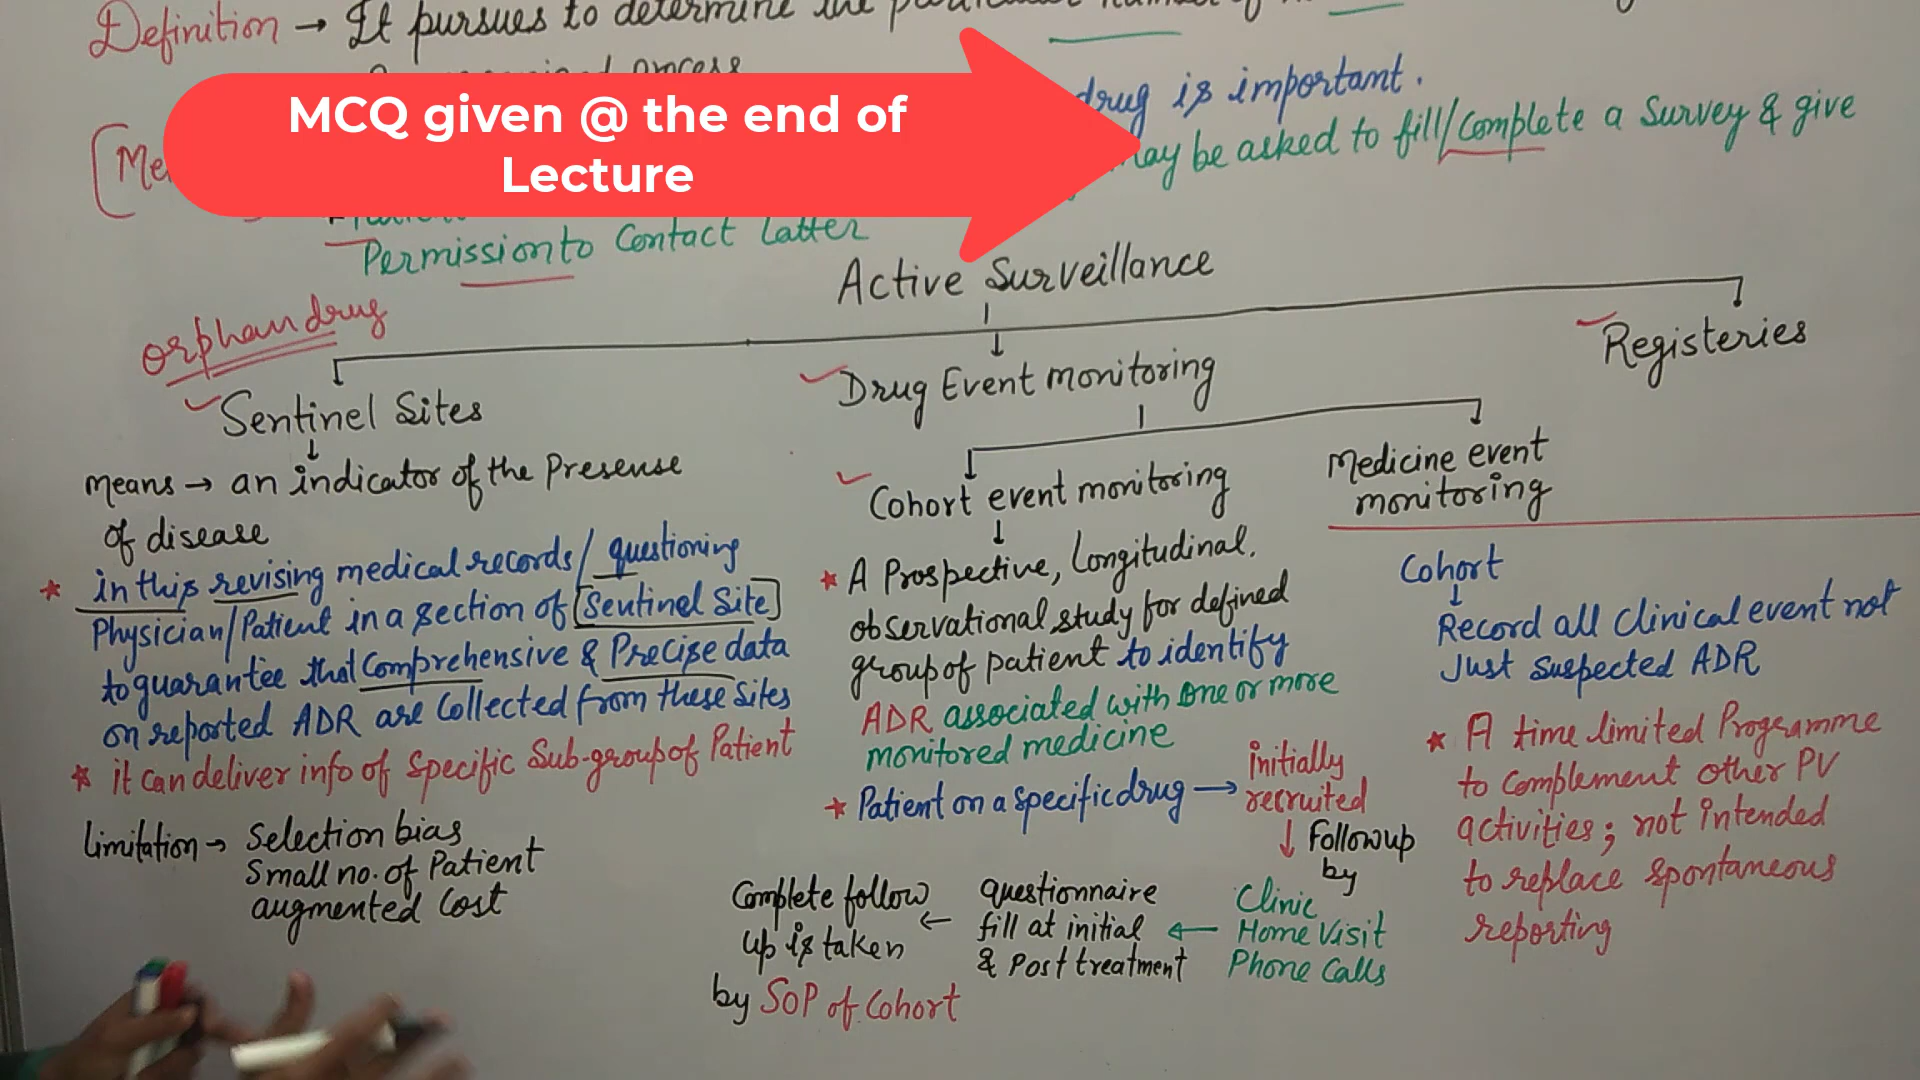 Definition → It pursues to determine the particular number of
process
drug is important.
may be asked to fill/complete a Survey & give
Permission to Contact Latter
MCQ given @ the end of
Lecture
Active Surveillance
orphan drug
Sentinel Sites
Drug Event monitoring
Registeries
means → an indicator of the Presense
of disease
* in this revising medical records/questioning
Physician/Patient in a section of [Sentinel Site]
to guarantee that Comprehensive & Precise data
on reported ADR are Collected from these Sites
* it can deliver info of Specific Sub-group of Patient
limitation → Selection bias
Small no. of Patient
augmented Cost
Cohort event monitoring
* A Prospective, Longitudinal,
observational study for defined
group of patient to identify
ADR associated with one or more
monitored medicine
* Patient on a specific drug → initially
recruited
↓ Followup
by
Clinic
Home Visit
Phone Calls
← questionnaire
fill at initial
& Post treatment
← Complete follow
up is taken
by SOP of Cohort
Medicine event
monitoring
Cohort
↓
Record all Clinical event not
Just Suspected ADR
* A time limited Programme
to Complement other PV
activities; not intended
to replace spontaneous
reporting